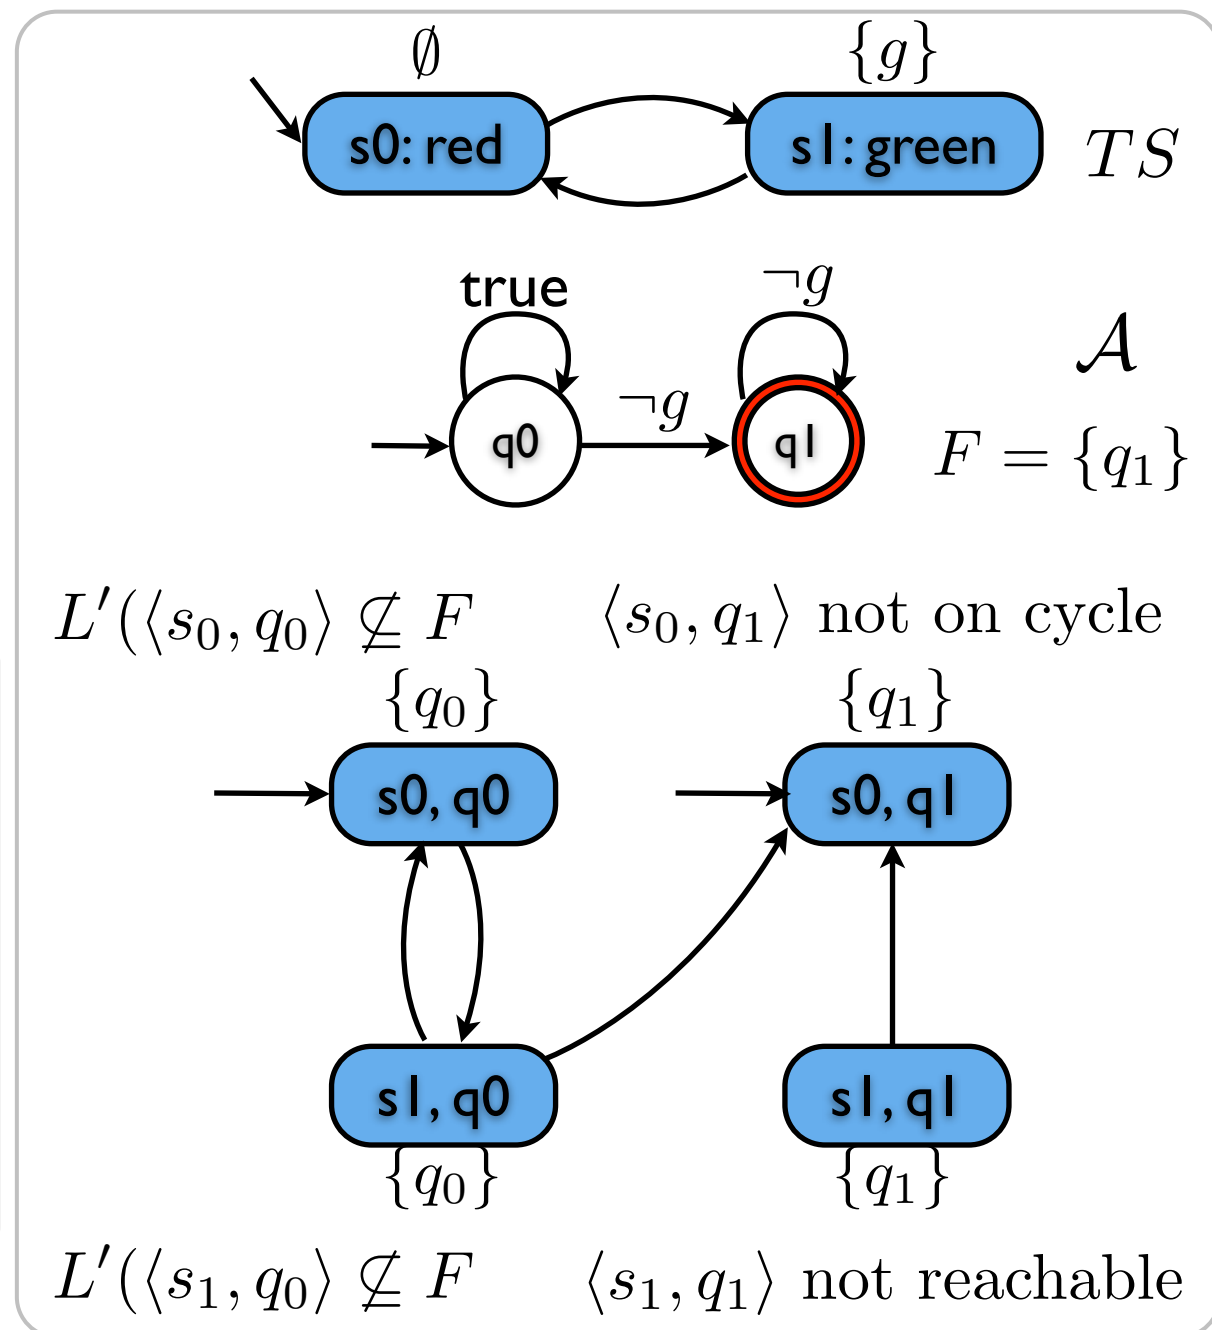 ∅ {g}
s0: red s1: green TS
true ¬g
𝒜
¬g
q0 q1 F = {q₁}
L′(⟨s₀, q₀⟩ ⊈ F ⟨s₀, q₁⟩ not on cycle
{q₀} {q₁}
s0, q0 s0, q1
s1, q0 s1, q1
{q₀} {q₁}
L′(⟨s₁, q₀⟩ ⊈ F ⟨s₁, q₁⟩ not reachable